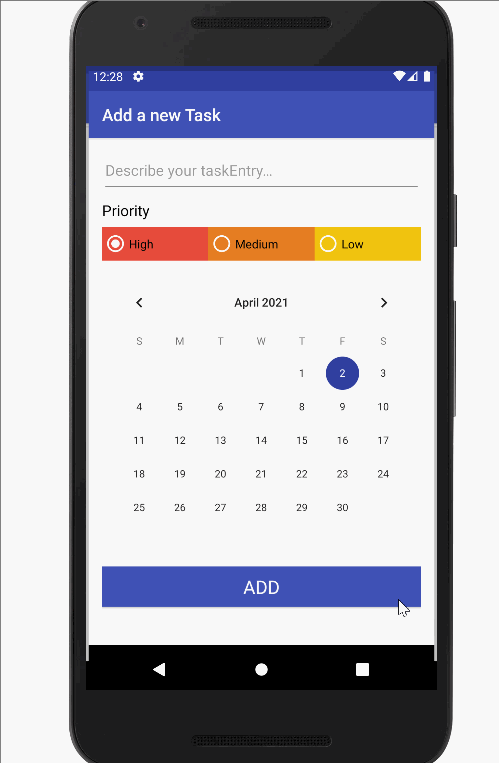 12:28
Add a new Task
Describe your taskEntry...
Priority
High Medium Low
April 2021
S M T W T F S
1 2 3
4 5 6 7 8 9 10
11 12 13 14 15 16 17
18 19 20 21 22 23 24
25 26 27 28 29 30
ADD